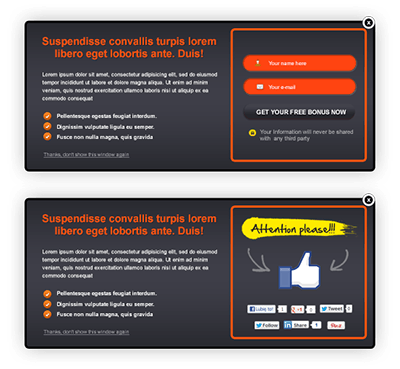 x
Suspendisse convallis turpis lorem
libero eget lobortis ante. Duis!
Lorem ipsum dolor sit amet, consectetur adipisicing elit, sed do eiusmod
tempor incididunt ut labore et dolore magna aliqua. Ut enim ad minim
veniam, quis nostrud exercitation ullamco laboris nisi ut aliquip ex ea
commodo consequat
Pellentesque egestas feugiat interdum.
Dignissim vulputate ligula eu semper.
Fusce non nulla magna, quis gravida
Thanks, don't show this window again
Your name here
Your e-mail
GET YOUR FREE BONUS NOW
Your Information will never be shared
with any third party
x
Suspendisse convallis turpis lorem
libero eget lobortis ante. Duis!
Lorem ipsum dolor sit amet, consectetur adipisicing elit, sed do eiusmod
tempor incididunt ut labore et dolore magna aliqua. Ut enim ad minim
veniam, quis nostrud exercitation ullamco laboris nisi ut aliquip ex ea
commodo consequat
Pellentesque egestas feugiat interdum.
Dignissim vulputate ligula eu semper.
Fusce non nulla magna, quis gravida
Thanks, don't show this window again
Attention please!!!
+1 Tweet 0
Follow in Share 1 Pin it